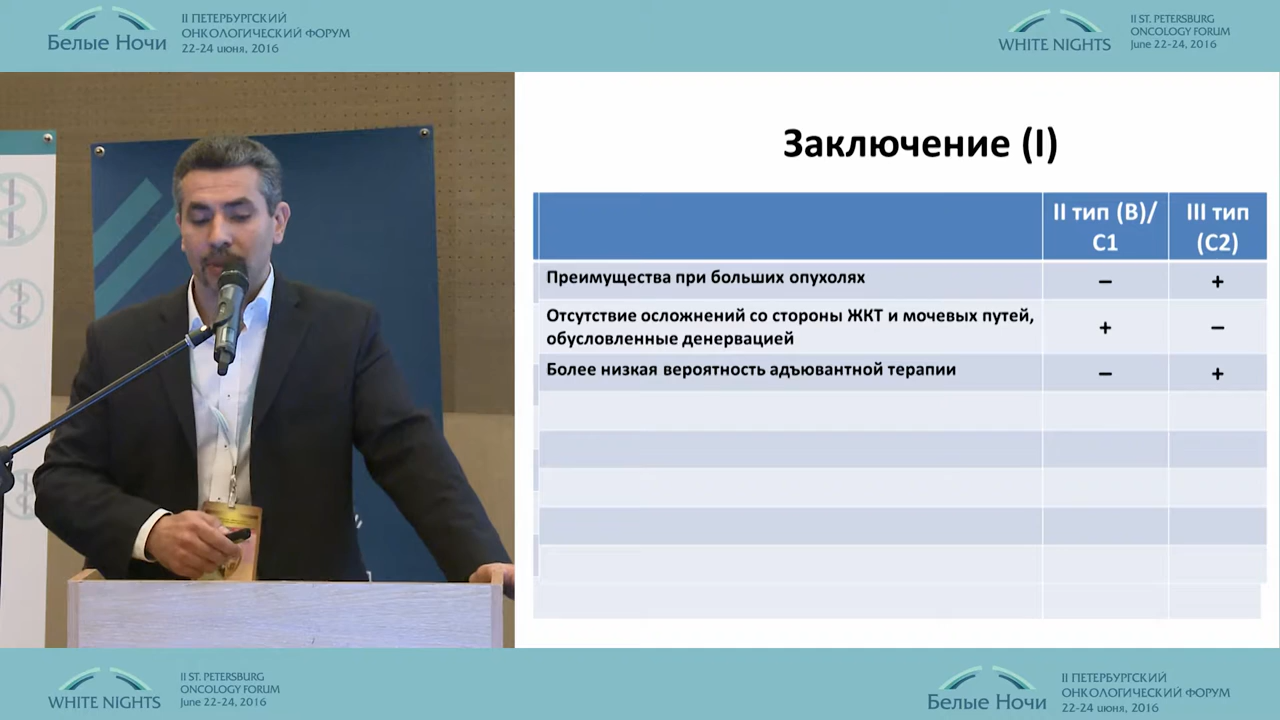 Белые Ночи
II ПЕТЕРБУРГСКИЙ
ОНКОЛОГИЧЕСКИЙ ФОРУМ
22-24 июня, 2016
WHITE NIGHTS
II ST. PETERSBURG
ONCOLOGY FORUM
June 22-24, 2016
Заключение (I)
II тип (B)/
C1
III тип
(C2)
Преимущества при больших опухолях
–
+
Отсутствие осложнений со стороны ЖКТ и мочевых путей,
обусловленные денервацией
+
–
Более низкая вероятность адъювантной терапии
–
+
WHITE NIGHTS
II ST. PETERSBURG
ONCOLOGY FORUM
June 22-24, 2016
Белые Ночи
II ПЕТЕРБУРГСКИЙ
ОНКОЛОГИЧЕСКИЙ ФОРУМ
22-24 июня, 2016